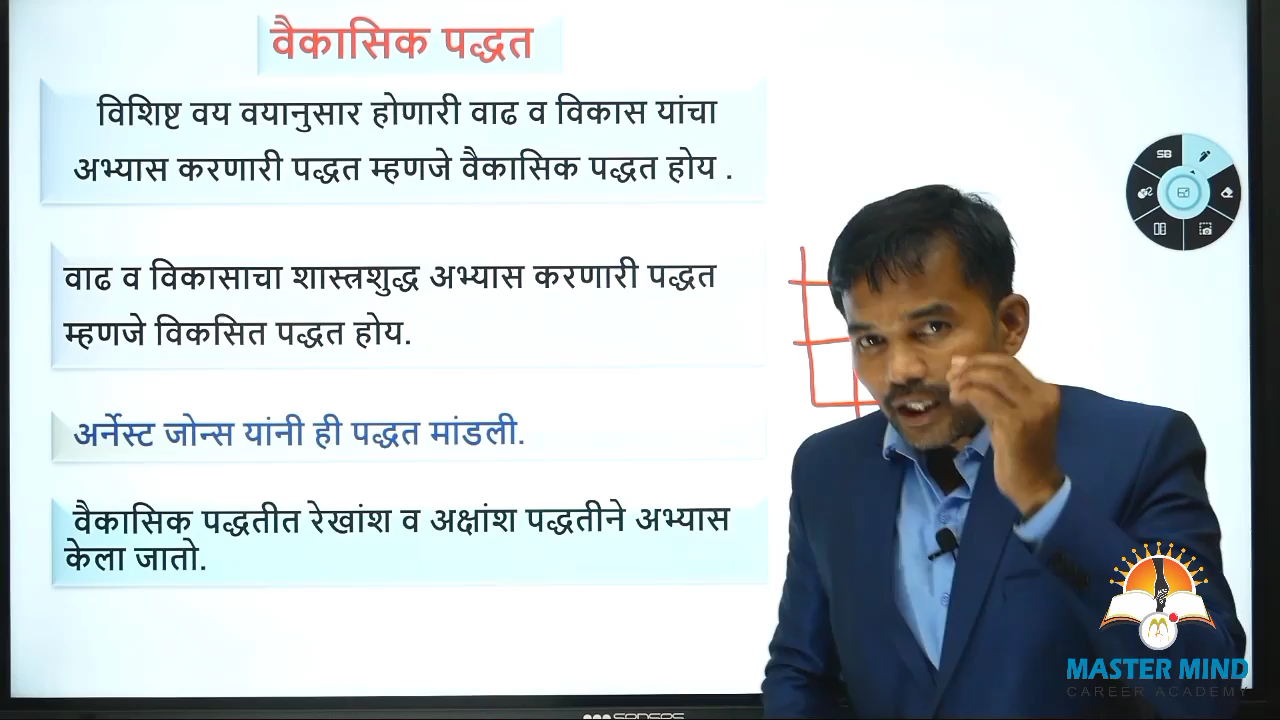 वैकासिक पद्धत
विशिष्ट वय वयानुसार होणारी वाढ व विकास यांचा
अभ्यास करणारी पद्धत म्हणजे वैकासिक पद्धत होय .
वाढ व विकासाचा शास्त्रशुद्ध अभ्यास करणारी पद्धत
म्हणजे विकसित पद्धत होय.
अर्नेस्ट जोन्स यांनी ही पद्धत मांडली.
वैकासिक पद्धतीत रेखांश व अक्षांश पद्धतीने अभ्यास
केला जातो.
SB
MASTER MIND
CAREER ACADEMY